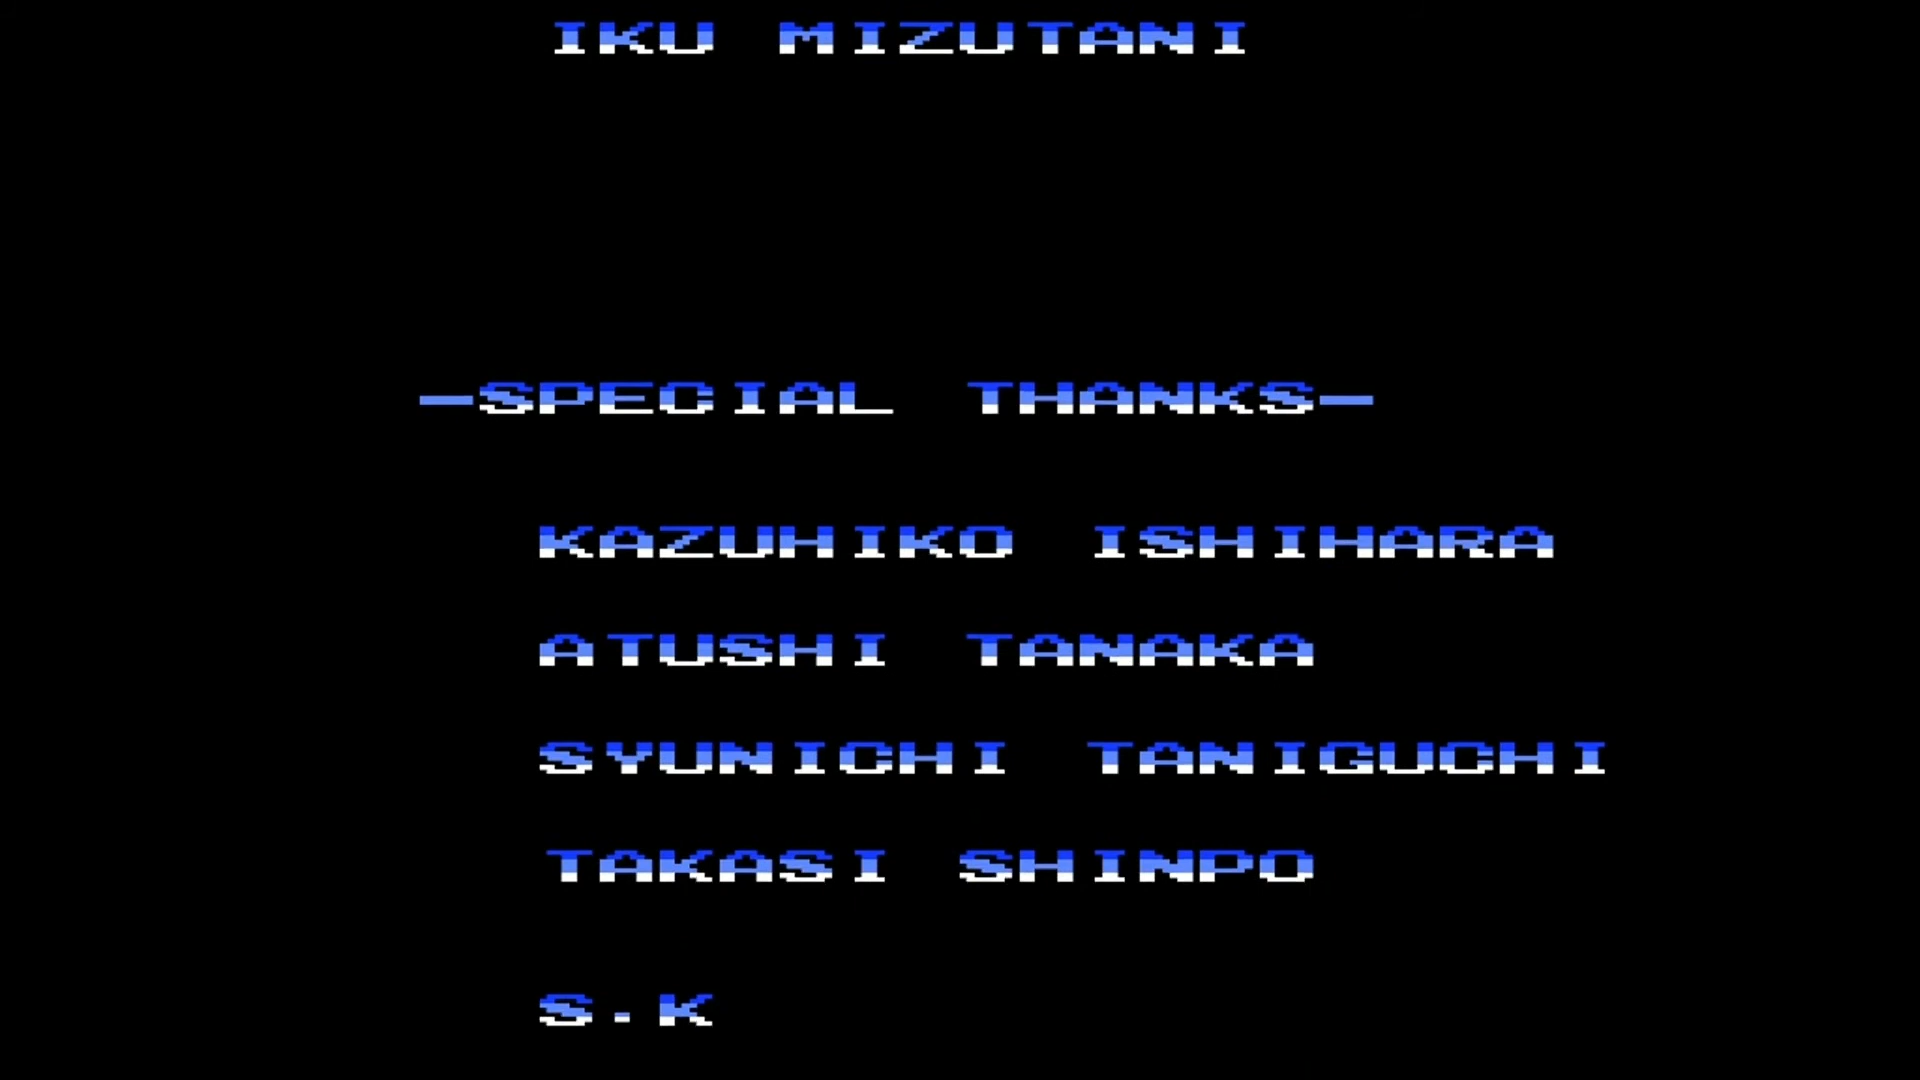 IKU MIZUTANI
-SPECIAL THANKS-
KAZUHIKO ISHIHARA
ATUSHI TANAKA
SYUNICHI TANIGUCHI
TAKASI SHINPO
S.K